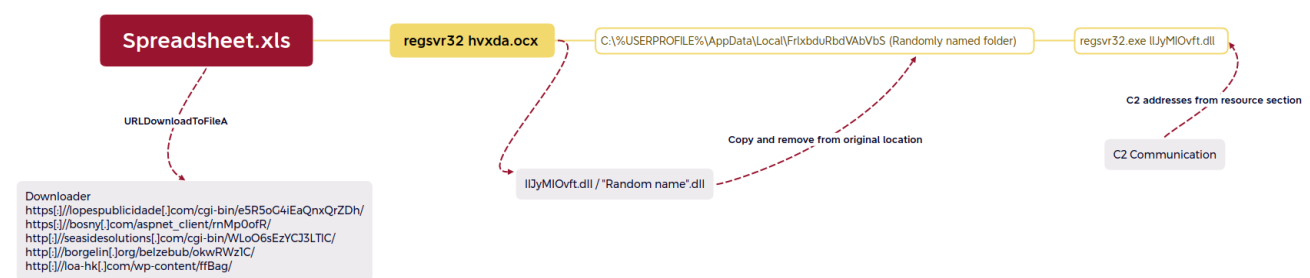 Spreadsheet.xls
regsvr32 hvxda.ocx
C:\%USERPROFILE%\AppData\Local\FrIxbduRbdVAbVbS (Randomly named folder)
regsvr32.exe IIJyMIOvft.dll
C2 addresses from resource section
URLDownloadToFileA
Copy and remove from original location
C2 Communication
IIJyMIOvft.dll / "Random name".dll
Downloader
https[:]//lopespublicidade[.]com/cgi-bin/e5R5oG4iEaQnxQrZDh/
https[:]//bosny[.]com/aspnet_client/rnMp0ofR/
http[:]//seasidesolutions[.]com/cgi-bin/WLoO6sEzYCJ3LTlC/
http[:]//borgelin[.]org/belzebub/okwRWz1C/
http[:]//loa-hk[.]com/wp-content/ffBag/